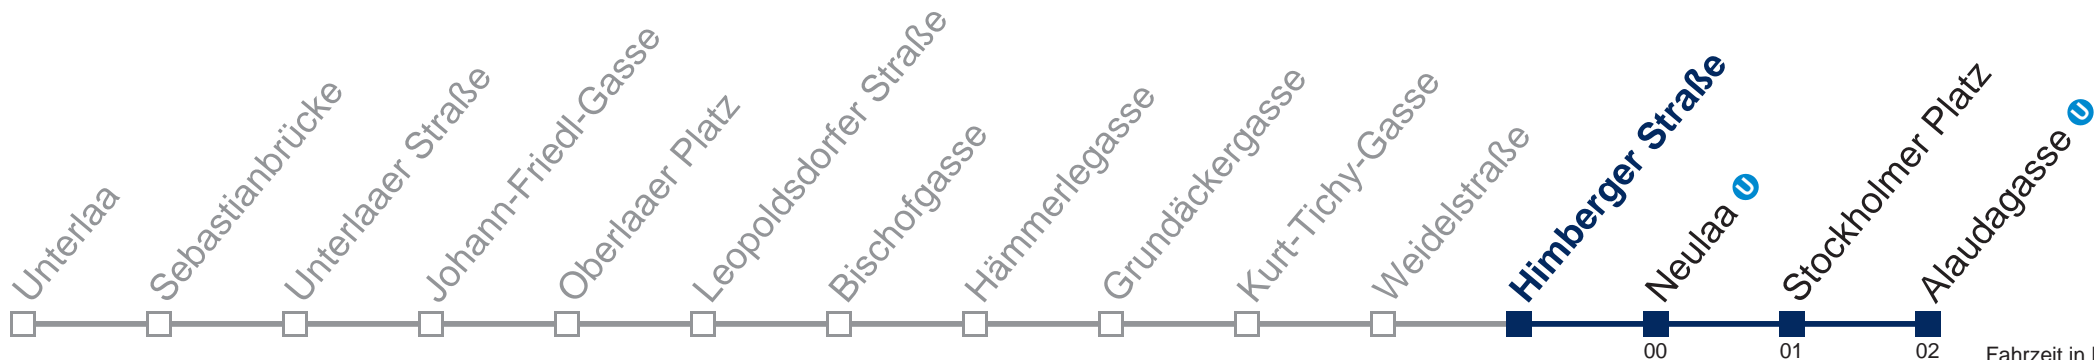 Unterlaa
Sebastianbrücke
Unterlaaer Straße
Johann-Friedl-Gasse
Oberlaaer Platz
Leopoldsdorfer Straße
Bischofgasse
Hämmerlegasse
Grundäckergasse
Kurt-Tichy-Gasse
Weidelstraße
Himberger Straße
Neulaa U
Stockholmer Platz
Alaudagasse U
00 01 02 Fahrzeit in